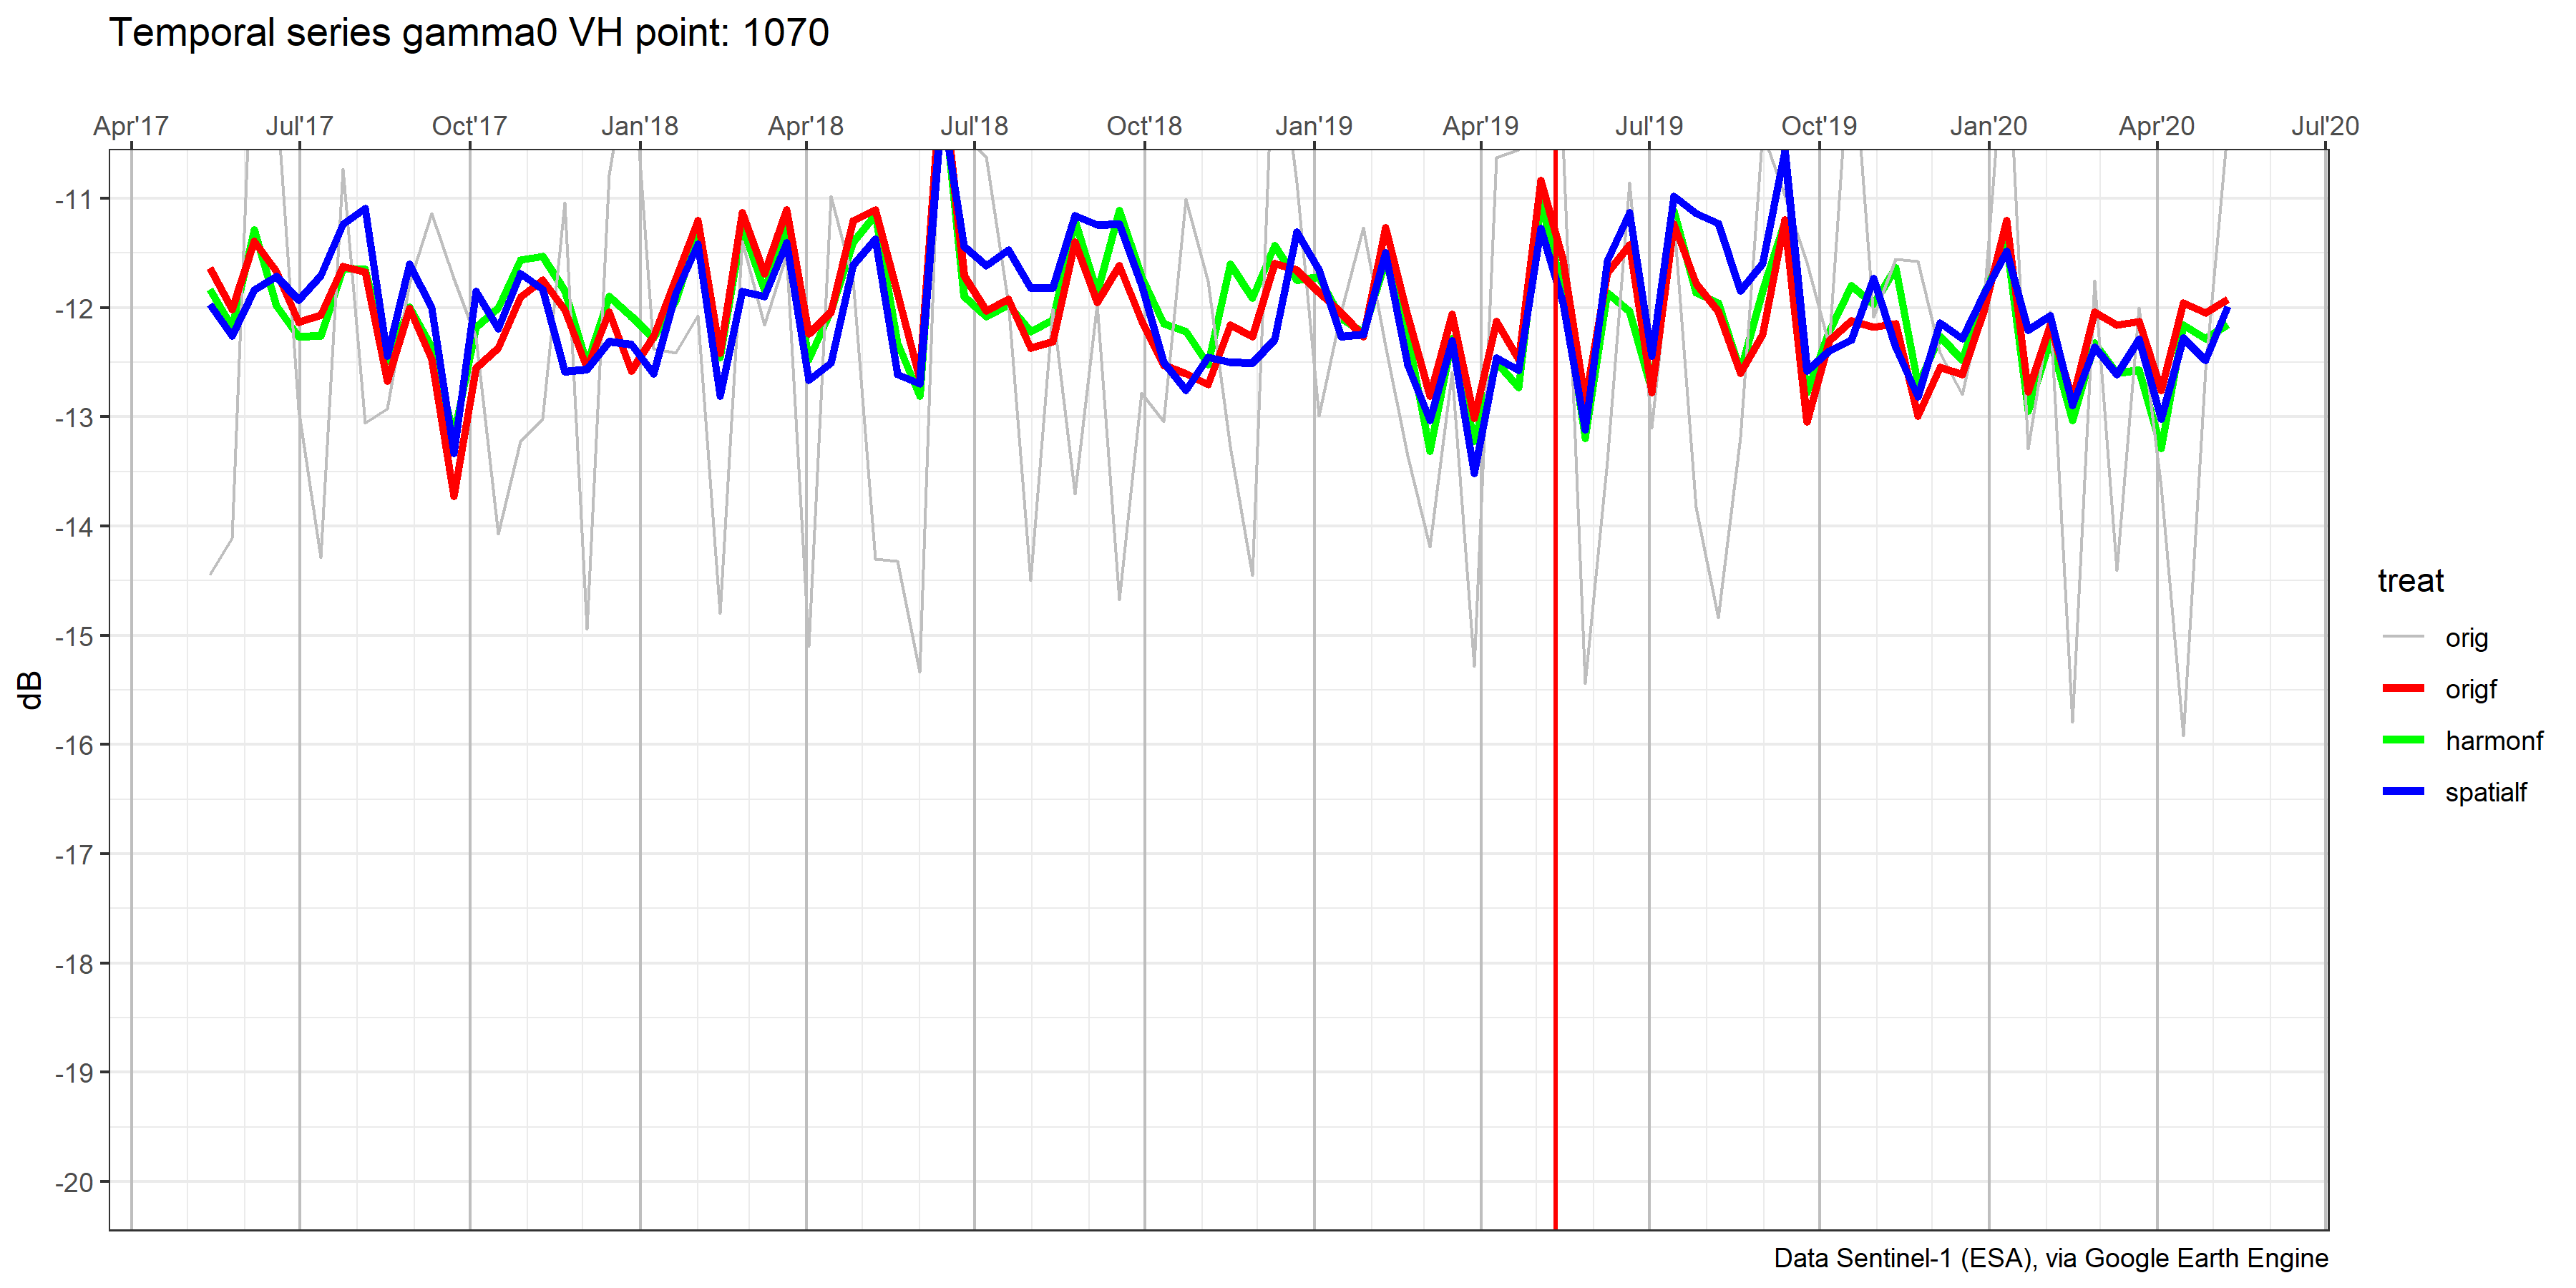 Temporal series gamma0 VH point: 1070
Apr'17 Jul'17 Oct'17 Jan'18 Apr'18 Jul'18 Oct'18 Jan'19 Apr'19 Jul'19 Oct'19 Jan'20 Apr'20 Jul'20
-11
-12
-13
-14
-15
-16
-17
-18
-19
-20
dB
treat
orig
origf
harmonf
spatialf
Data Sentinel-1 (ESA), via Google Earth Engine